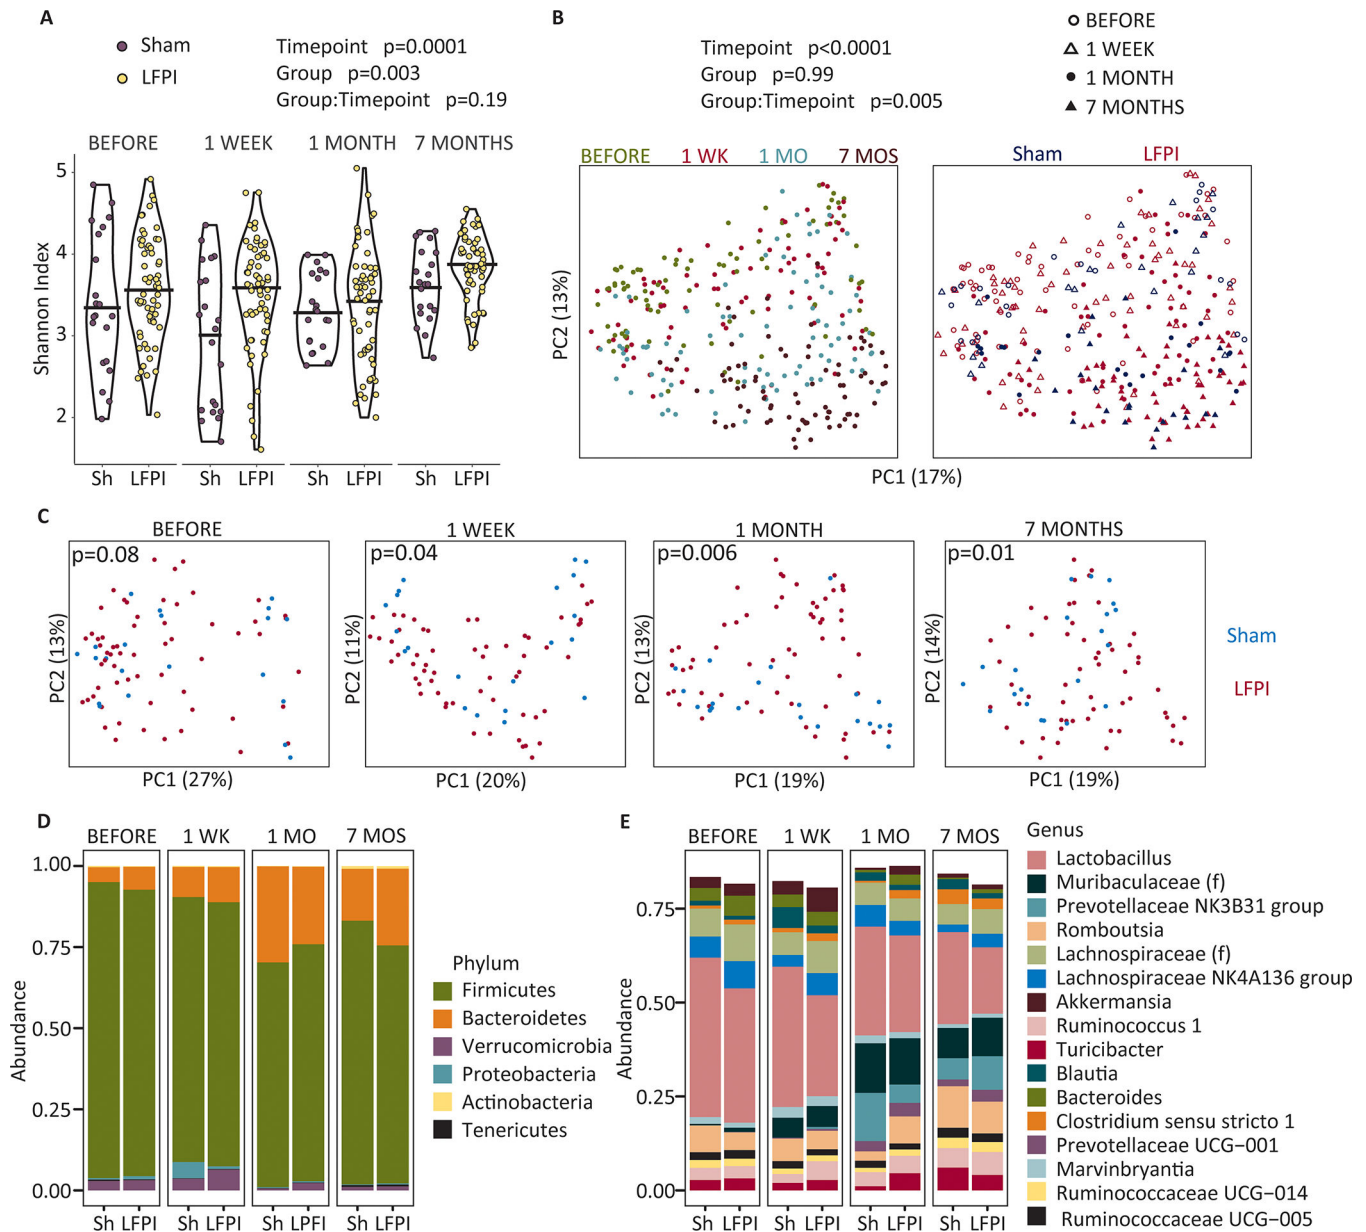 A
Sham
LFPI
Timepoint p=0.0001
Group p=0.003
Group:Timepoint p=0.19
BEFORE 1 WEEK 1 MONTH 7 MONTHS
Shannon Index
5
4
3
2
Sh LFPI Sh LFPI Sh LFPI Sh LFPI
B
Timepoint p<0.0001
Group p=0.99
Group:Timepoint p=0.005
BEFORE
1 WEEK
1 MONTH
7 MONTHS
BEFORE 1 WK 1 MO 7 MOS
Sham LFPI
PC2 (13%)
PC1 (17%)
C
BEFORE
p=0.08
PC2 (13%)
PC1 (27%)
1 WEEK
p=0.04
PC2 (11%)
PC1 (20%)
1 MONTH
p=0.006
PC2 (13%)
PC1 (19%)
7 MONTHS
p=0.01
PC2 (14%)
PC1 (19%)
Sham
LFPI
D
BEFORE 1 WK 1 MO 7 MOS
Abundance
1.00
0.75
0.50
0.25
0.00
Sh LFPI Sh LFPI Sh LPFI Sh LFPI
Phylum
Firmicutes
Bacteroidetes
Verrucomicrobia
Proteobacteria
Actinobacteria
Tenericutes
E
BEFORE 1 WK 1 MO 7 MOS
Abundance
0.75
0.50
0.25
0.00
Sh LFPI Sh LFPI Sh LFPI Sh LFPI
Genus
Lactobacillus
Muribaculaceae (f)
Prevotellaceae NK3B31 group
Romboutsia
Lachnospiraceae (f)
Lachnospiraceae NK4A136 group
Akkermansia
Ruminococcus 1
Turicibacter
Blautia
Bacteroides
Clostridium sensu stricto 1
Prevotellaceae UCG−001
Marvinbryantia
Ruminococcaceae UCG−014
Ruminococcaceae UCG−005